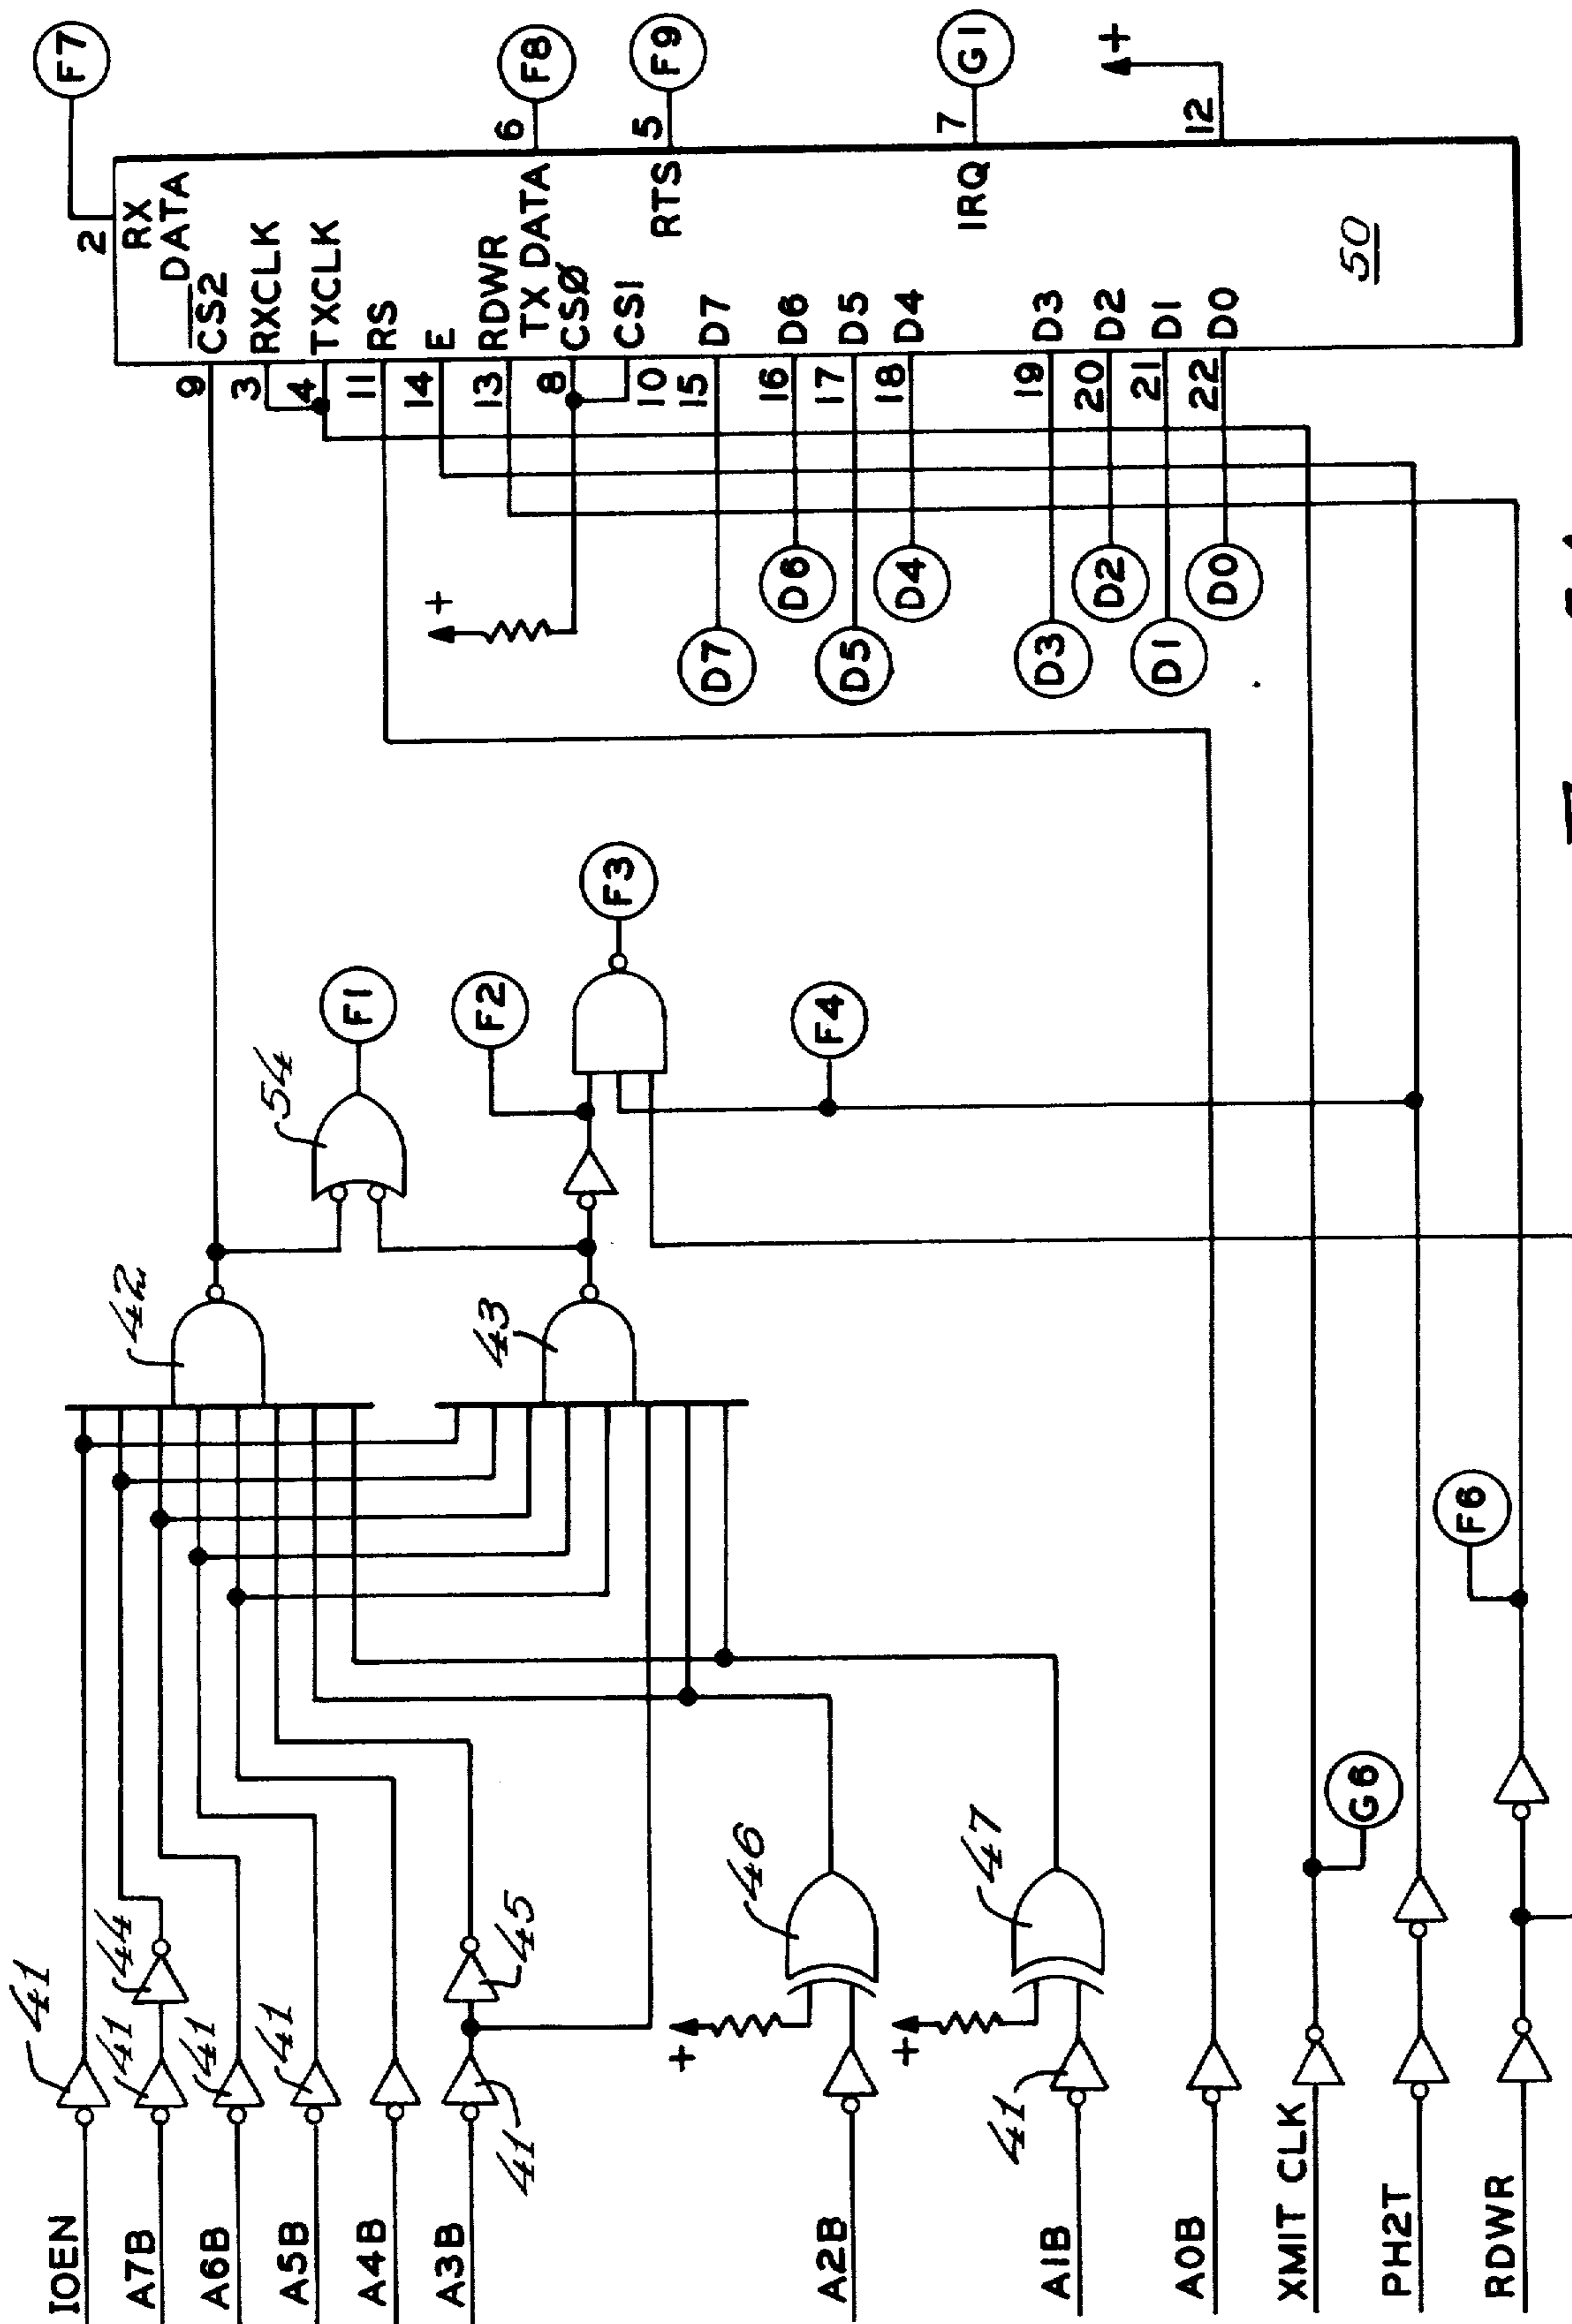 IOEN
A7B
A6B
A5B
A4B
A3B
A2B
A1B
A0B
XMIT CLK
PH2T
RDWR
41
41
44
41
41
41
45
46
41
47
G6
F6
42
43
54
F1
F2
F3
F4
D7
D6
D5
D4
D3
D2
D1
D0
+
+
+
+
9
3
4
11
14
13
8
10
15
16
17
18
19
20
21
22
2
RX
DATA
CS2
RXCLK
TXCLK
RS
E
RDWR
TX DATA
CSØ
CS1
D7
D6
D5
D4
D3
D2
D1
D0
RTS
IRQ
50
6
5
7
12
F7
F8
F9
G1